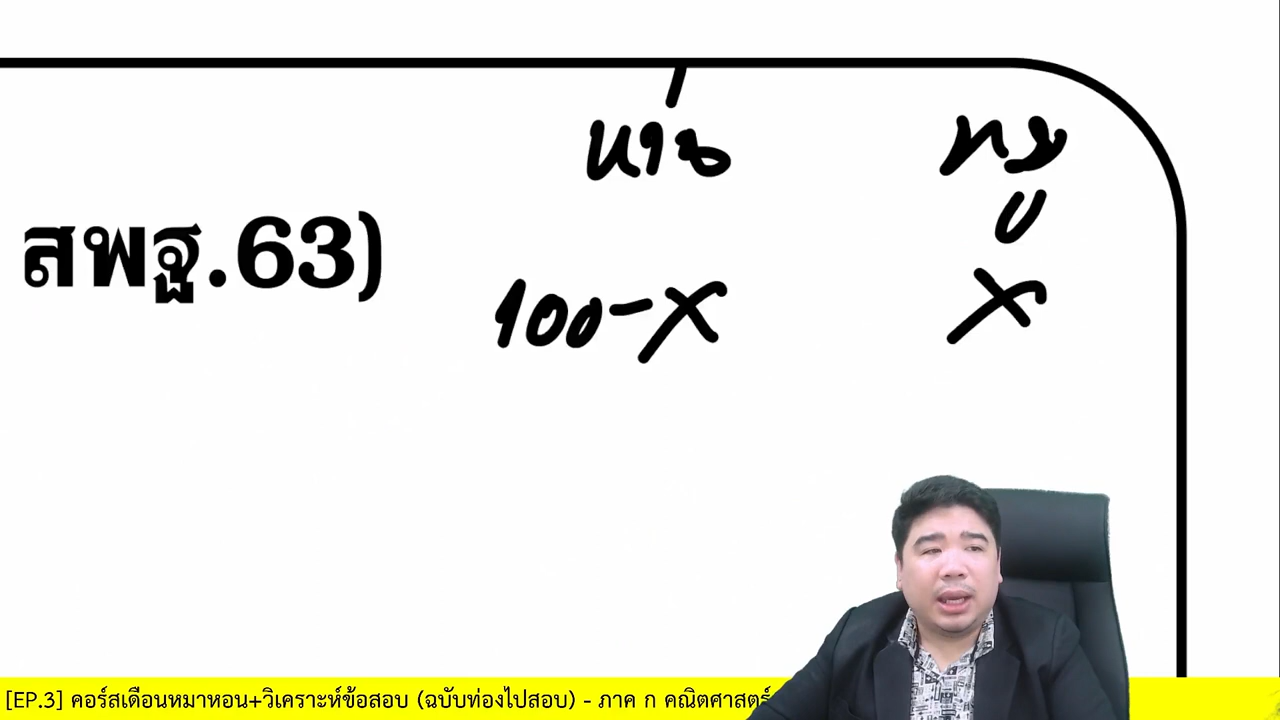 หาน หมู
สพฐ.63)
100-X X
[EP.3] คอร์สเดือนหมาหอน+วิเคราะห์ข้อสอบ (ฉบับท่องไปสอบ) - ภาค ก คณิตศาสตร์